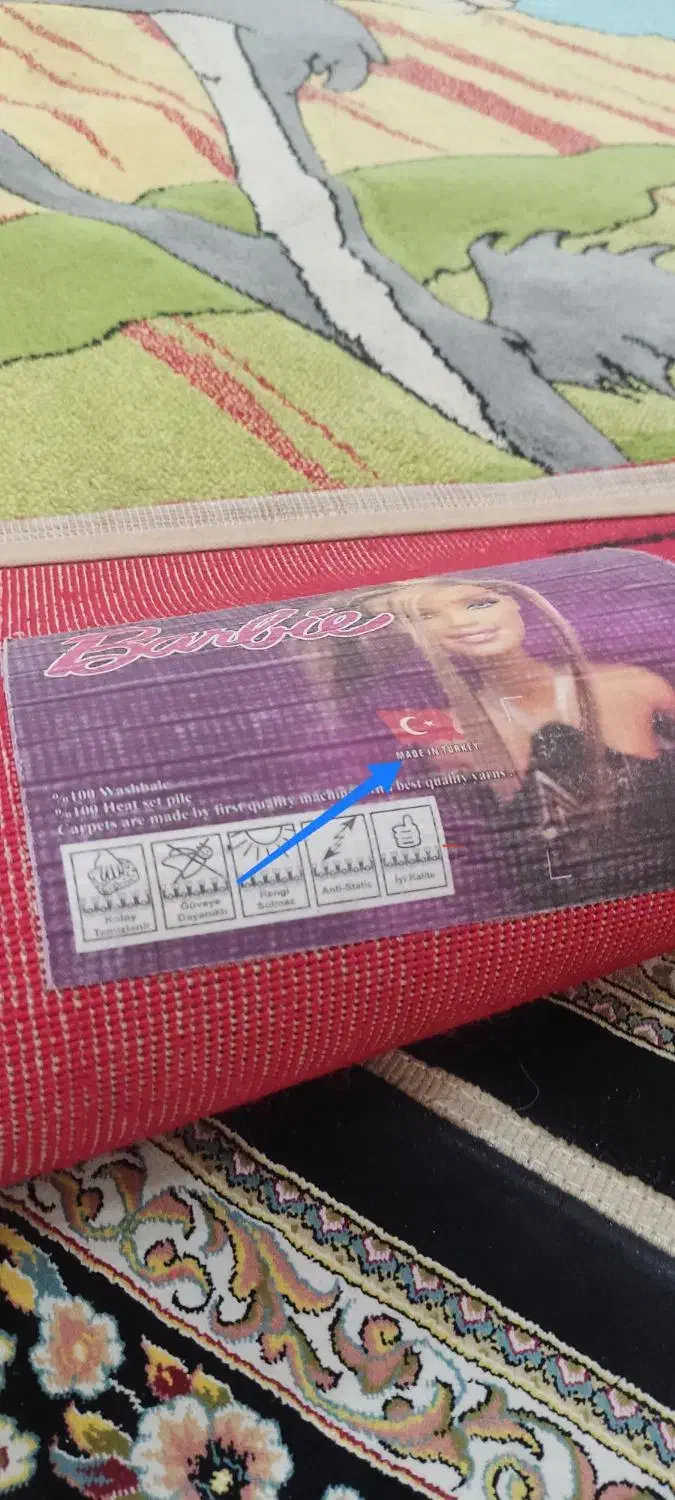 Barbie
MADE IN TURKEY
%100 Washbale
%100 Heat set pile
Carpets are made by first quality machine best quality yarns.
Kolay
Temizlenir
Güveye
Dayanıklı
Rengi
Solmaz
Anti-Static
İyi Kalite